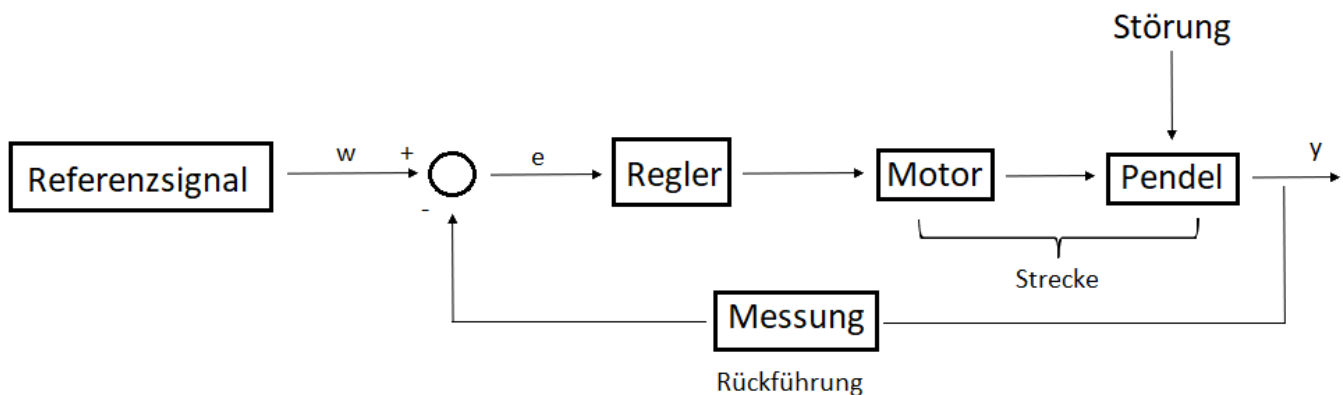 Störung
w
+
e
y
Referenzsignal
Regler
Motor
Pendel
-
Strecke
Messung
Rückführung